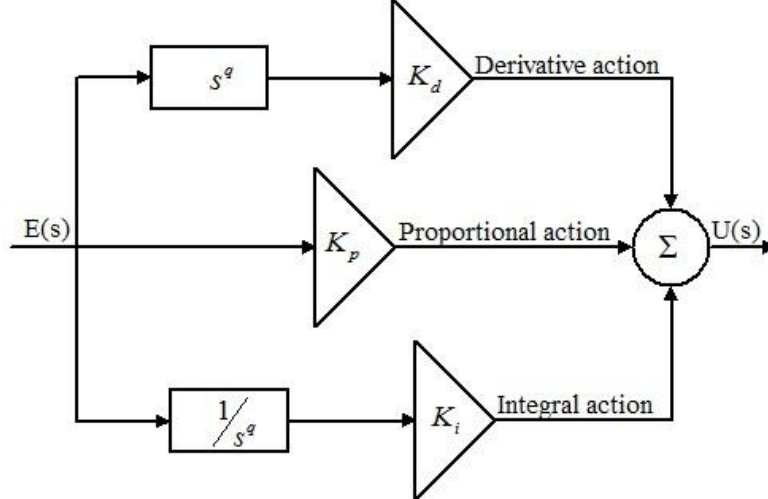 s^q
K_d
Derivative action
E(s)
K_p
Proportional action
Σ
U(s)
1/s^q
K_i
Integral action